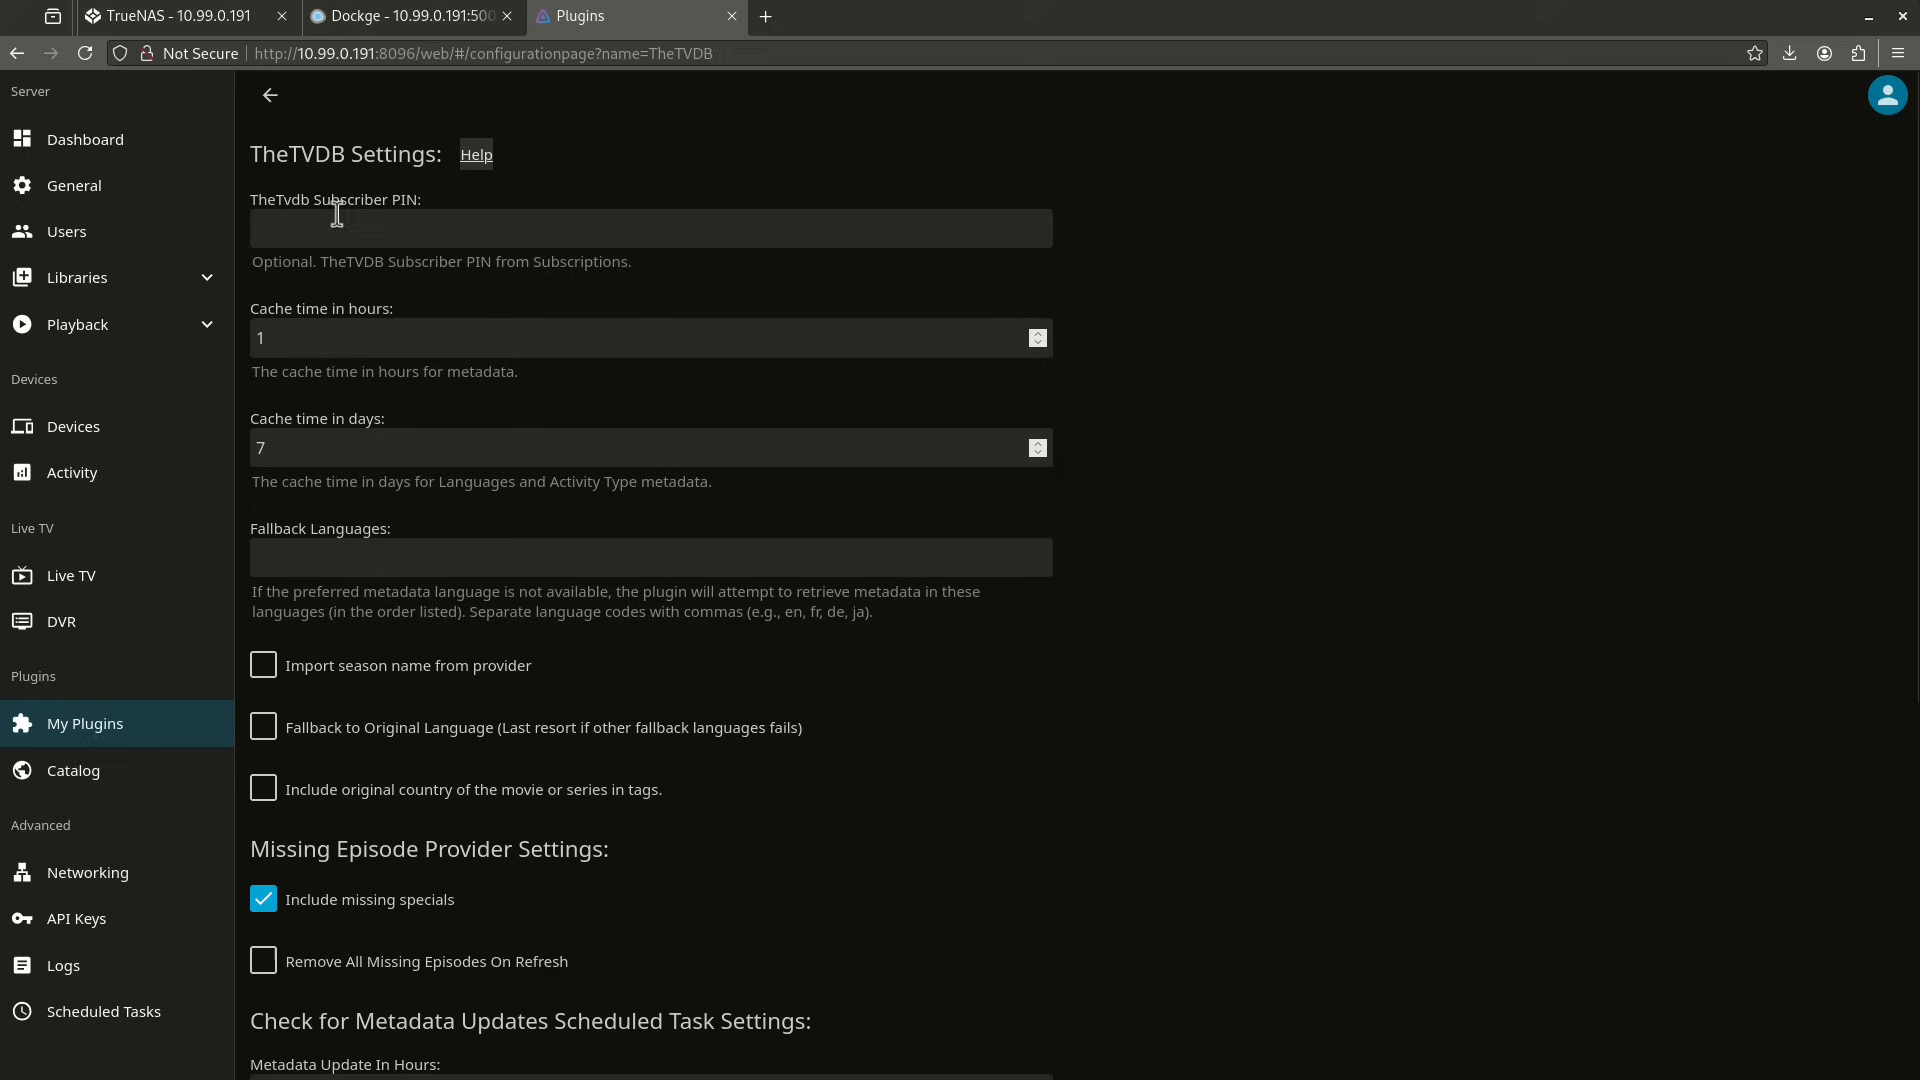 TrueNAS - 10.99.0.191
Dockge - 10.99.0.191:500
Plugins
Not Secure
http://10.99.0.191:8096/web/#/configurationpage?name=TheTVDB
Server
Dashboard
General
Users
Libraries
Playback
Devices
Devices
Activity
Live TV
Live TV
DVR
Plugins
My Plugins
Catalog
Advanced
Networking
API Keys
Logs
Scheduled Tasks
TheTVDB Settings: Help
TheTvdb Subscriber PIN:
Optional. TheTVDB Subscriber PIN from Subscriptions.
Cache time in hours:
1
The cache time in hours for metadata.
Cache time in days:
7
The cache time in days for Languages and Activity Type metadata.
Fallback Languages:
If the preferred metadata language is not available, the plugin will attempt to retrieve metadata in these
languages (in the order listed). Separate language codes with commas (e.g., en, fr, de, ja).
Import season name from provider
Fallback to Original Language (Last resort if other fallback languages fails)
Include original country of the movie or series in tags.
Missing Episode Provider Settings:
Include missing specials
Remove All Missing Episodes On Refresh
Check for Metadata Updates Scheduled Task Settings:
Metadata Update In Hours: